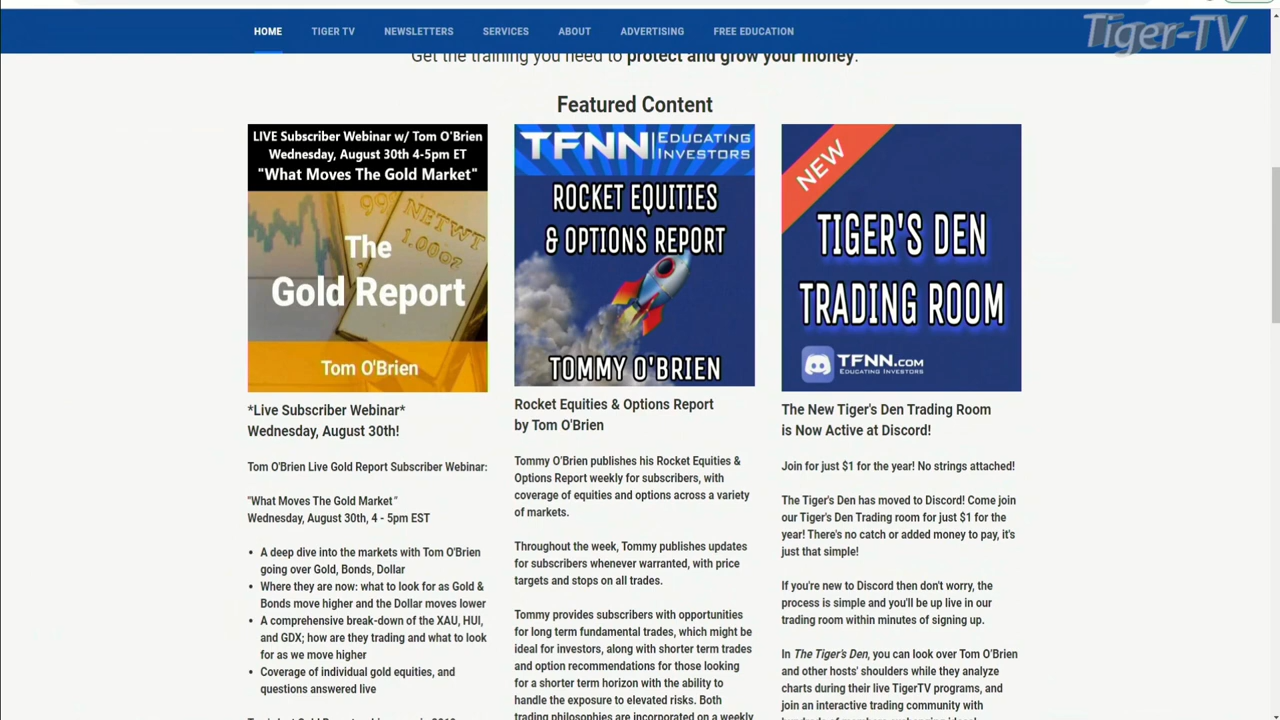 HOME TIGER TV NEWSLETTERS SERVICES ABOUT ADVERTISING FREE EDUCATION
Tiger-TV
Get the training you need to protect and grow your money.
Featured Content
LIVE Subscriber Webinar w/ Tom O'Brien
Wednesday, August 30th 4-5pm ET
"What Moves The Gold Market"
99
NETWT
1.00oz
The
Gold Report
Tom O'Brien
*Live Subscriber Webinar*
Wednesday, August 30th!
Tom O'Brien Live Gold Report Subscriber Webinar:
"What Moves The Gold Market"
Wednesday, August 30th, 4 - 5pm EST
• A deep dive into the markets with Tom O'Brien
going over Gold, Bonds, Dollar
• Where they are now: what to look for as Gold &
Bonds move higher and the Dollar moves lower
• A comprehensive break-down of the XAU, HUI,
and GDX; how are they trading and what to look
for as we move higher
• Coverage of individual gold equities, and
questions answered live
TFNN EDUCATING
INVESTORS
ROCKET EQUITIES
& OPTIONS REPORT
TOMMY O'BRIEN
Rocket Equities & Options Report
by Tom O'Brien
Tommy O'Brien publishes his Rocket Equities &
Options Report weekly for subscribers, with
coverage of equities and options across a variety
of markets.
Throughout the week, Tommy publishes updates
for subscribers whenever warranted, with price
targets and stops on all trades.
Tommy provides subscribers with opportunities
for long term fundamental trades, which might be
ideal for investors, along with shorter term trades
and option recommendations for those looking
for a shorter term horizon with the ability to
handle the exposure to elevated risks. Both
trading philosophies are incorporated on a weekly
NEW
TIGER'S DEN
TRADING ROOM
TFNN.COM
EDUCATING INVESTORS
The New Tiger's Den Trading Room
is Now Active at Discord!
Join for just $1 for the year! No strings attached!
The Tiger's Den has moved to Discord! Come join
our Tiger's Den Trading room for just $1 for the
year! There's no catch or added money to pay, it's
just that simple!
If you're new to Discord then don't worry, the
process is simple and you'll be up live in our
trading room within minutes of signing up.
In The Tiger's Den, you can look over Tom O'Brien
and other hosts' shoulders while they analyze
charts during their live TigerTV programs, and
join an interactive trading community with